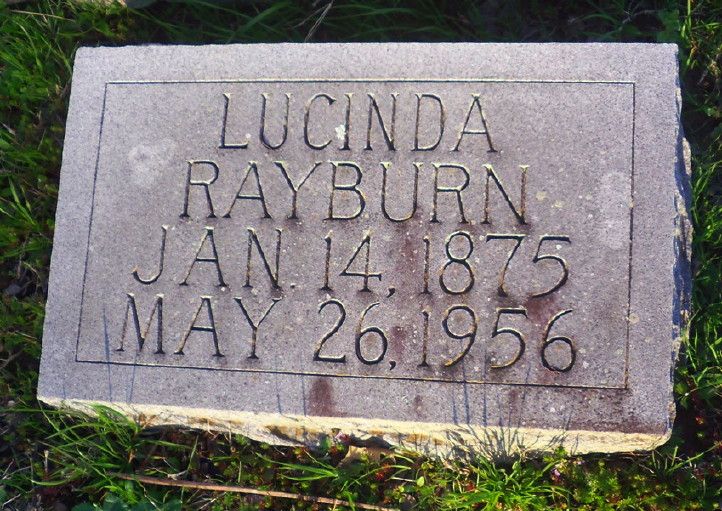 LUCINDA
RAYBURN
JAN. 14, 1875
MAY 26, 1956